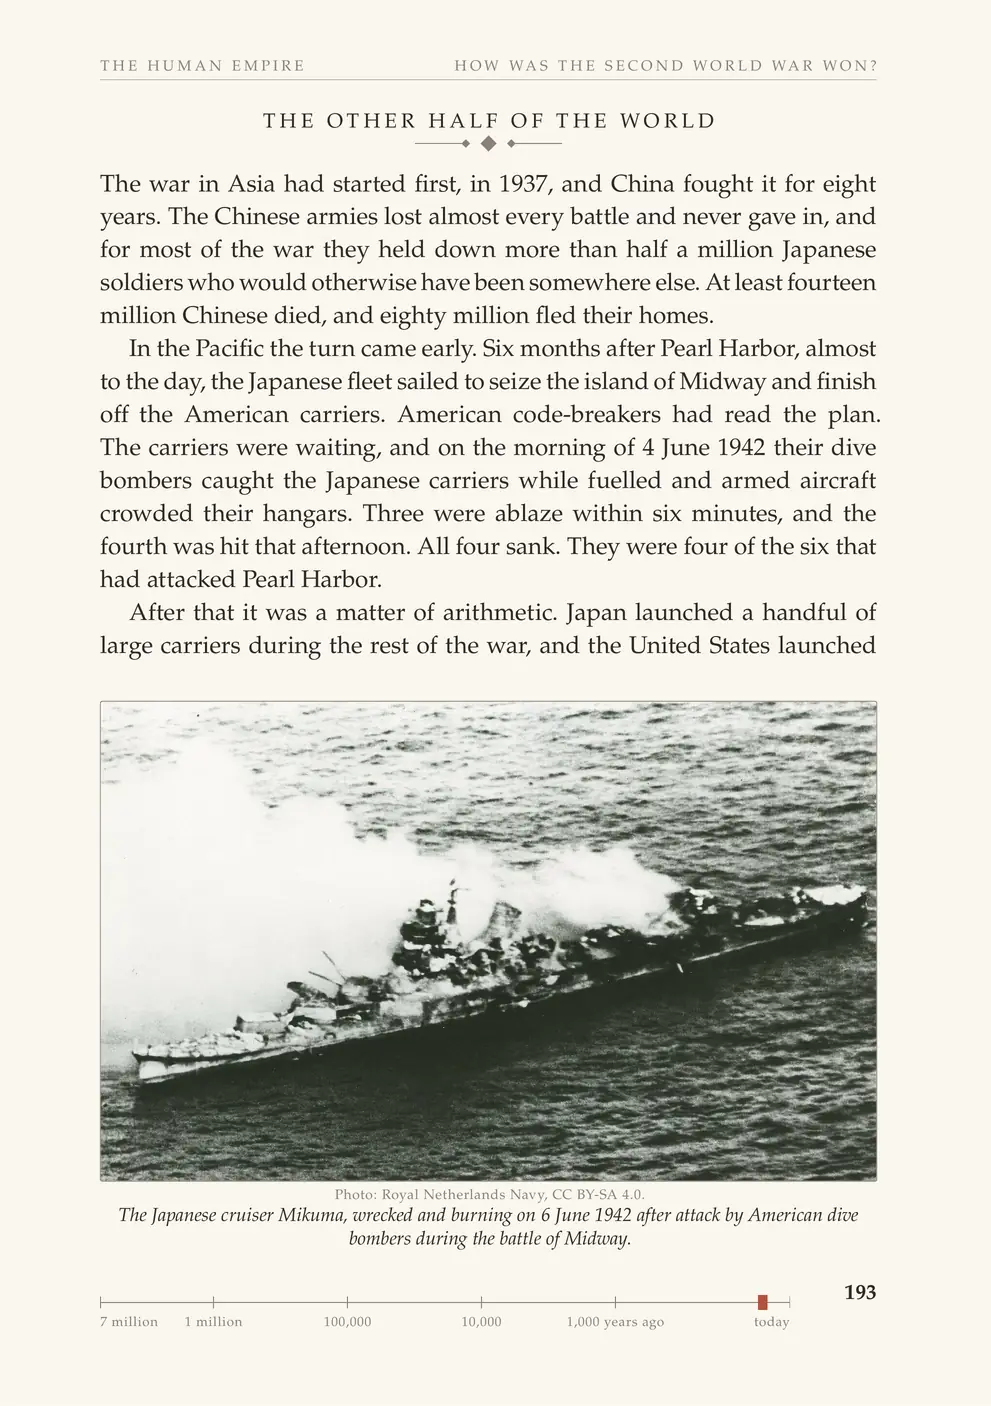 THE HUMAN EMPIRE
HOW WAS THE SECOND WORLD WAR WON?
THE OTHER HALF OF THE WORLD
The war in Asia had started first, in 1937, and China fought it for eight
years. The Chinese armies lost almost every battle and never gave in, and
for most of the war they held down more than half a million Japanese
soldiers who would otherwise have been somewhere else. At least fourteen
million Chinese died, and eighty million fled their homes.
In the Pacific the turn came early. Six months after Pearl Harbor, almost
to the day, the Japanese fleet sailed to seize the island of Midway and finish
off the American carriers. American code-breakers had read the plan.
The carriers were waiting, and on the morning of 4 June 1942 their dive
bombers caught the Japanese carriers while fuelled and armed aircraft
crowded their hangars. Three were ablaze within six minutes, and the
fourth was hit that afternoon. All four sank. They were four of the six that
had attacked Pearl Harbor.
After that it was a matter of arithmetic. Japan launched a handful of
large carriers during the rest of the war, and the United States launched
Photo: Royal Netherlands Navy, CC BY-SA 4.0.
The Japanese cruiser Mikuma, wrecked and burning on 6 June 1942 after attack by American dive
bombers during the battle of Midway.
193
7 million 1 million 100,000 10,000 1,000 years ago today